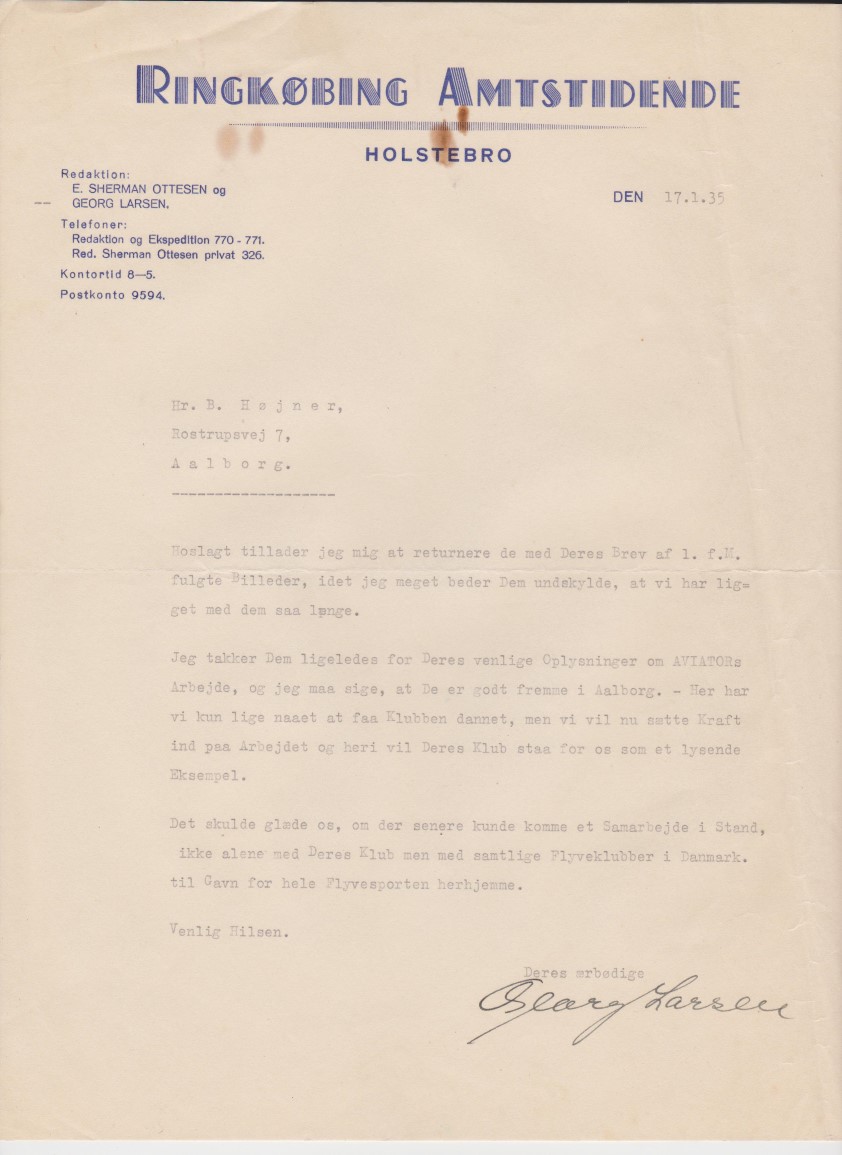 RINGKØBING AMTSTIDENDE
HOLSTEBRO
Redaktion:
E. SHERMAN OTTESEN og
-- GEORG LARSEN.
Telefoner:
Redaktion og Ekspedition 770 - 771.
Red. Sherman Ottesen privat 326.
Kontortid 8—5.
Postkonto 9594.
DEN 17.1.35
Hr. B. Højner,
Rostrupsvej 7,
Aalborg.
-------------------
Hoslagt tillader jeg mig at returnere de med Deres Brev af 1. f.M.
fulgte Billeder, idet jeg meget beder Dem undskylde, at vi har lig=
get med dem saa længe.
Jeg takker Dem ligeledes for Deres venlige Oplysninger om AVIATORs
Arbejde, og jeg maa sige, at De er godt fremme i Aalborg. - Her har
vi kun lige naaet at faa Klubben dannet, men vi vil nu sætte Kraft
ind paa Arbejdet og heri vil Deres Klub staa for os som et lysende
Eksempel.
Det skulde glæde os, om der senere kunde komme et Samarbejde i Stand,
ikke alene med Deres Klub men med samtlige Flyveklubber i Danmark.
til Gavn for hele Flyvesporten herhjemme.
Venlig Hilsen.
Deres ærbødige
Georg Larsen